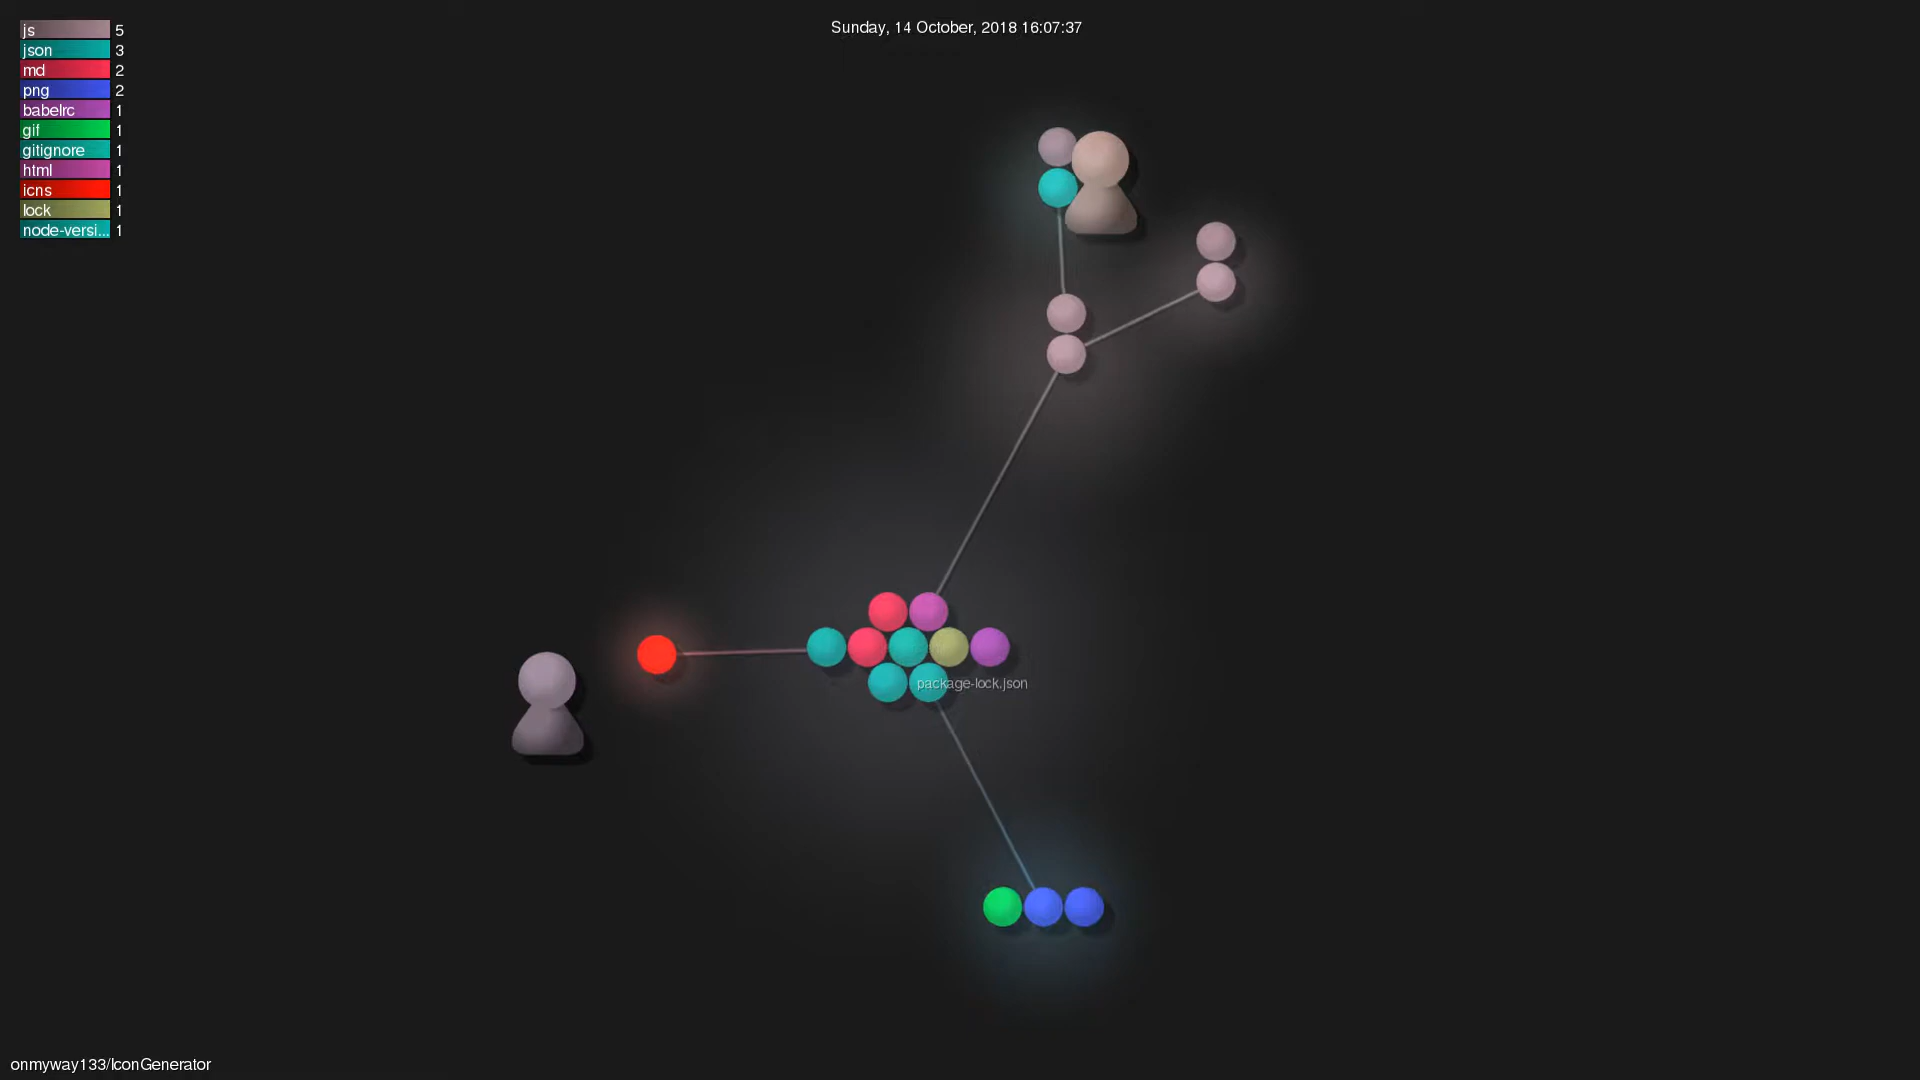 Sunday, 14 October, 2018 16:07:37
js 5
json 3
md 2
png 2
babelrc 1
gif 1
gitignore 1
html 1
icns 1
lock 1
node-versi... 1
package-lock.json
onmyway133/IconGenerator